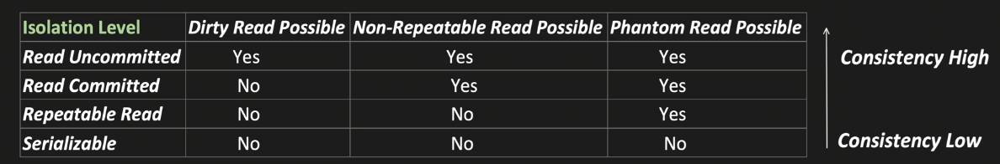 Isolation Level Dirty Read Possible Non-Repeatable Read Possible Phantom Read Possible
Read Uncommitted Yes Yes Yes Consistency High
Read Committed No Yes Yes
Repeatable Read No No Yes
Serializable No No No Consistency Low